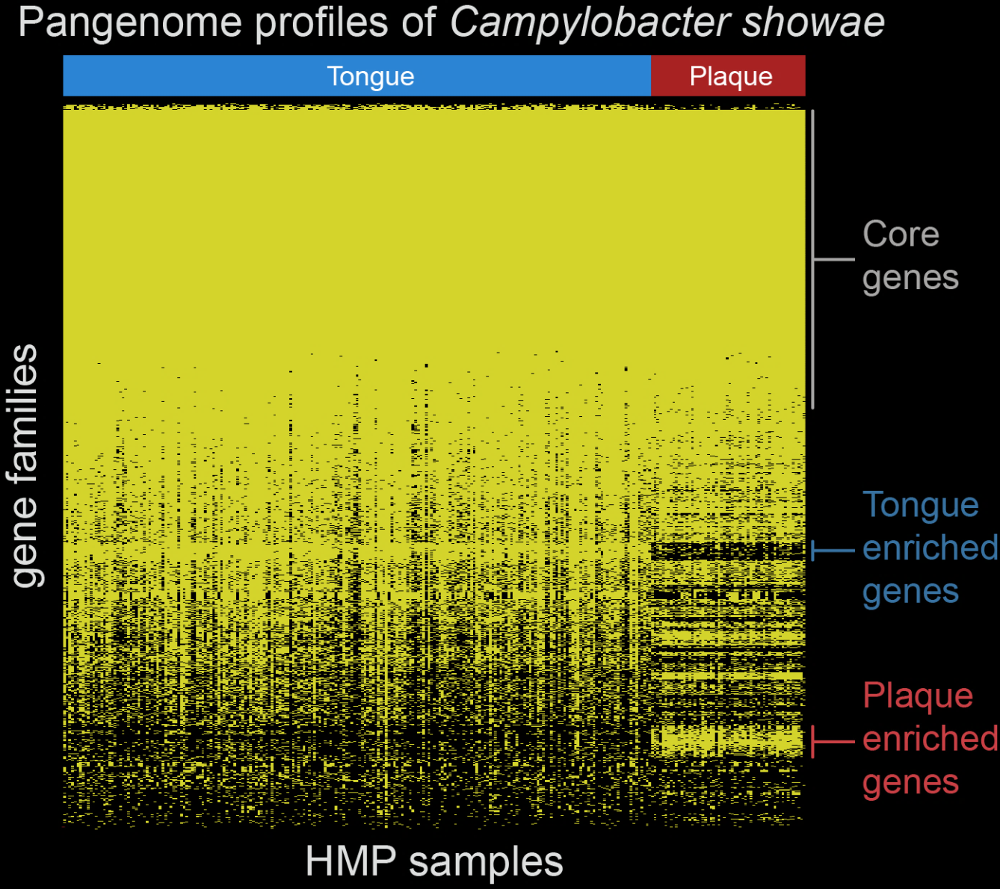 Pangenome profiles of Campylobacter showae
Tongue
Plaque
Core
genes
gene families
Tongue
enriched
genes
Plaque
enriched
genes
HMP samples